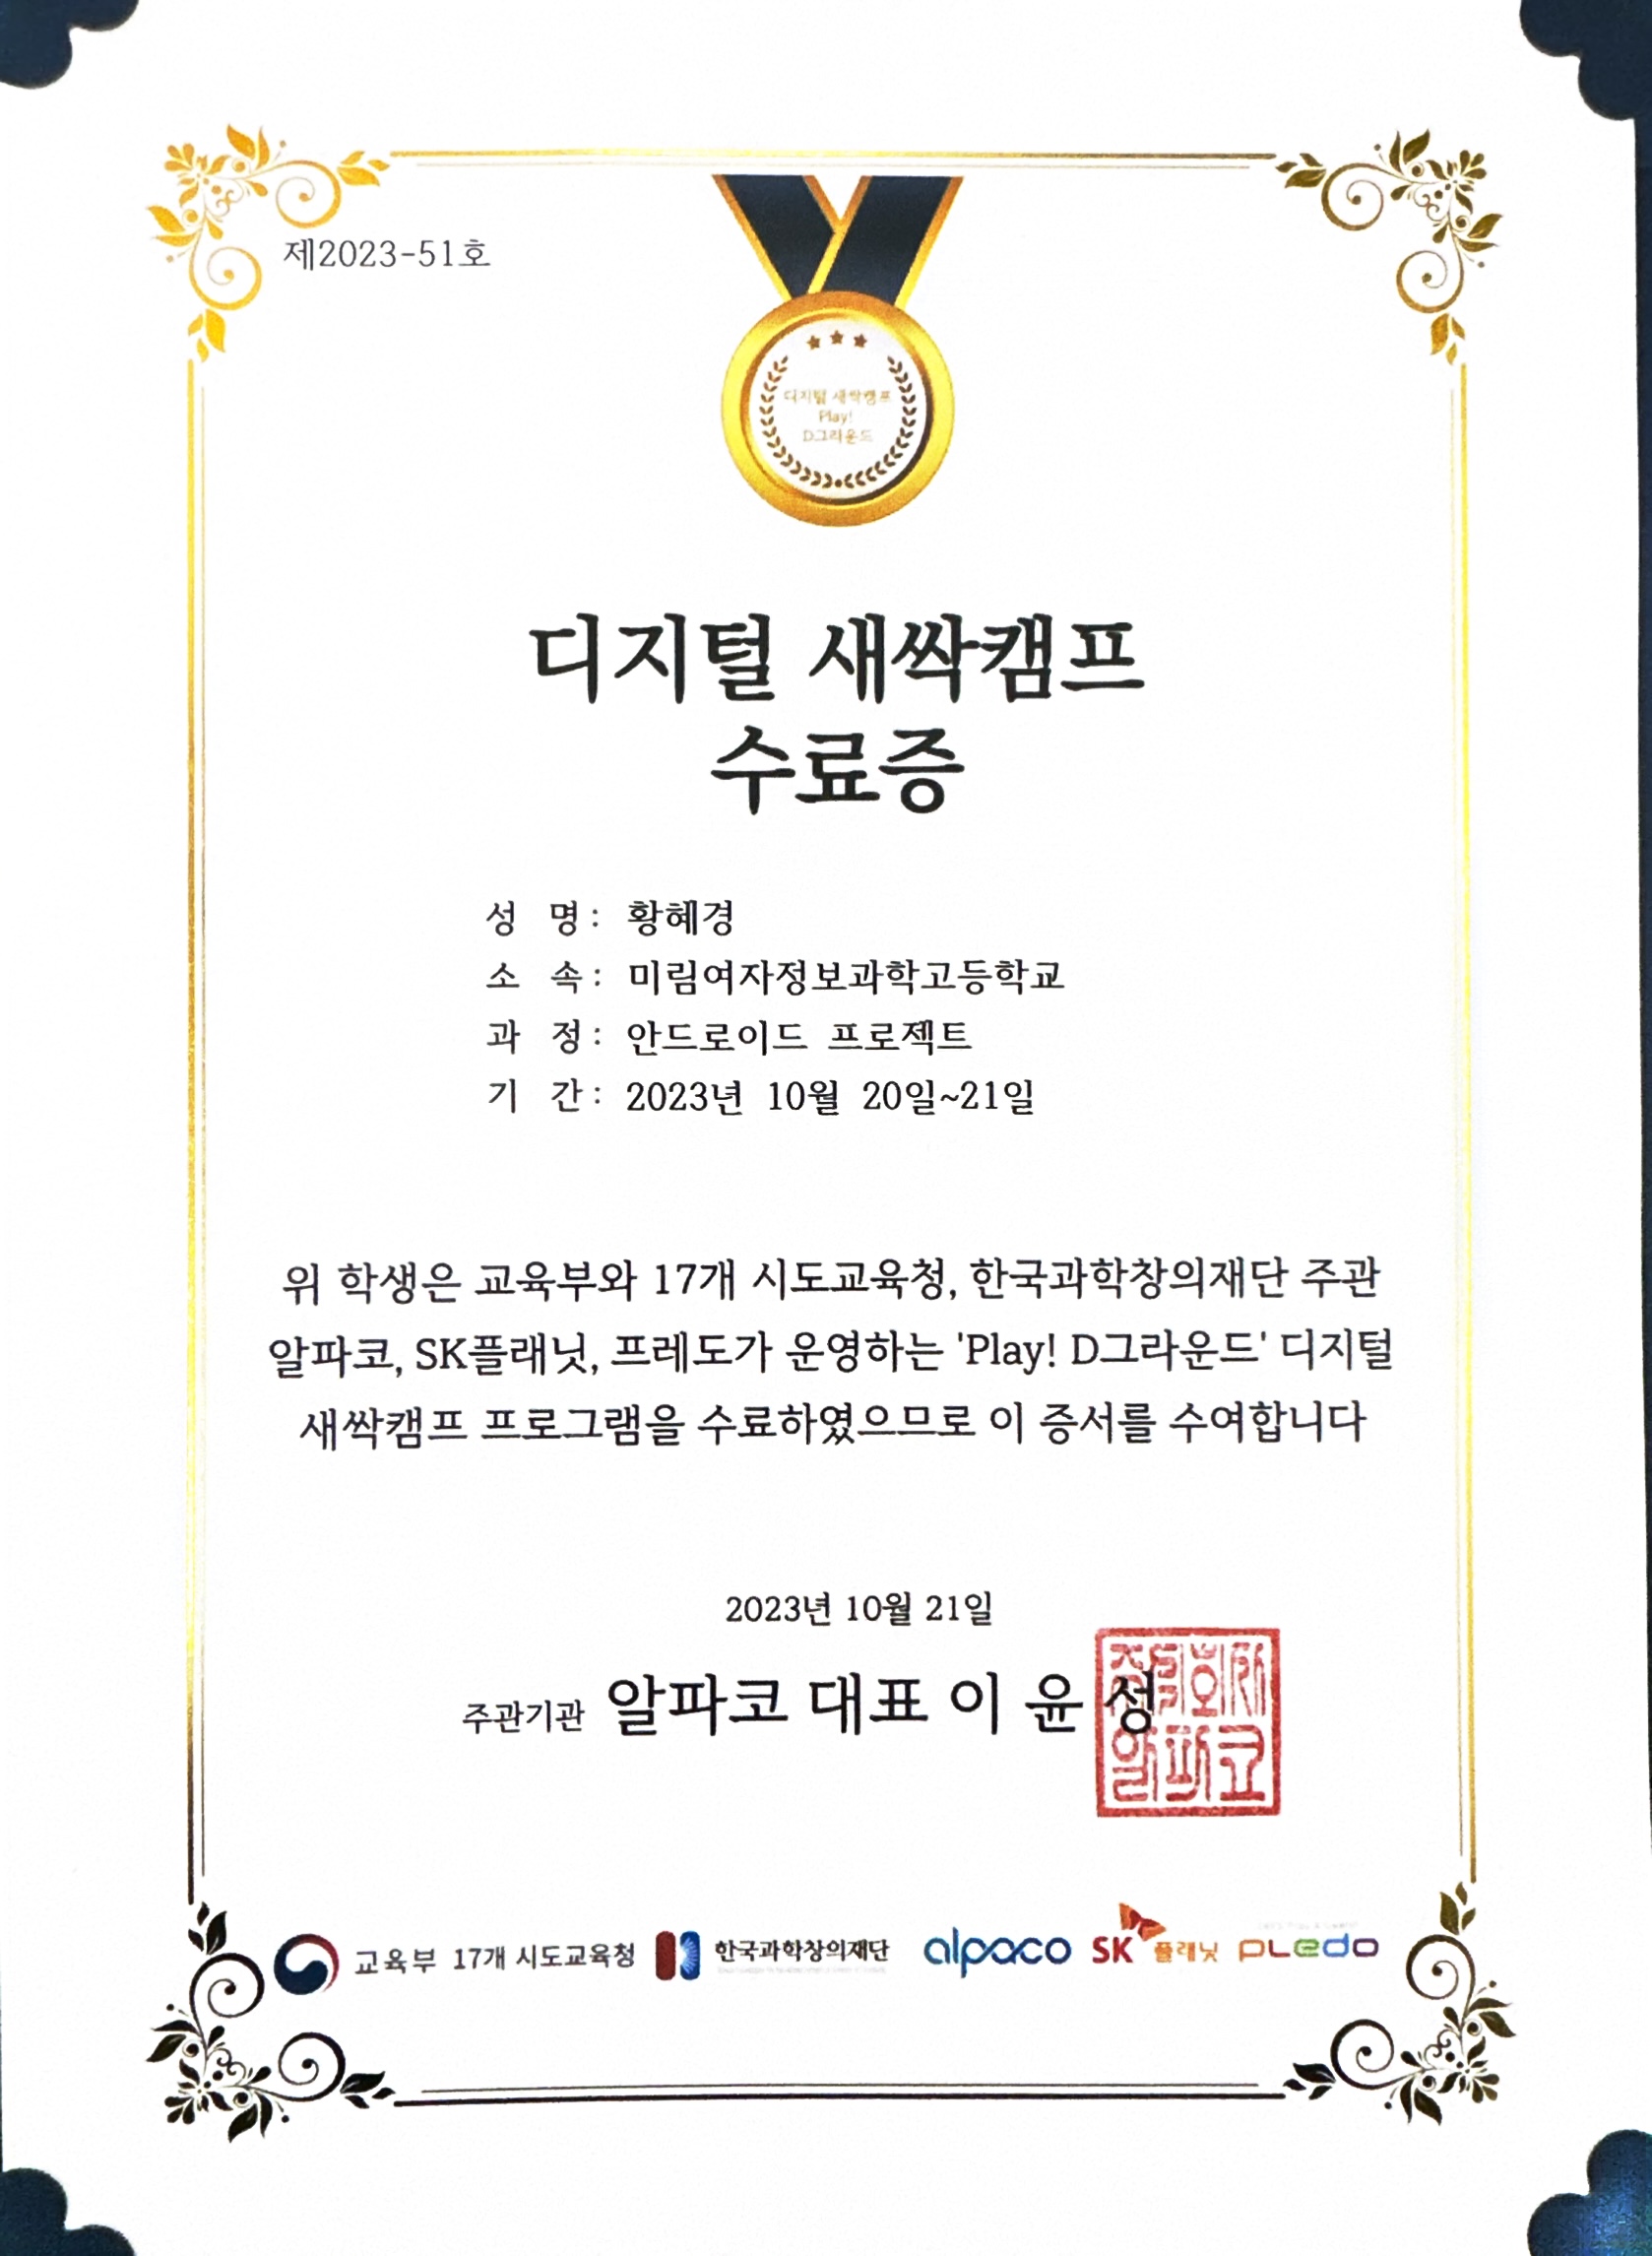 제2023-51호
디지털 새싹캠프
Play!
D그라운드
디지털 새싹캠프
수료증
성 명: 황혜경
소 속: 미림여자정보과학고등학교
과 정: 안드로이드 프로젝트
기 간: 2023년 10월 20일~21일
위 학생은 교육부와 17개 시도교육청, 한국과학창의재단 주관
알파코, SK플래닛, 프레도가 운영하는 'Play! D그라운드' 디지털
새싹캠프 프로그램을 수료하였으므로 이 증서를 수여합니다
2023년 10월 21일
주관기관 알파코 대표 이 윤 성
주식회사
알파코
교육부 17개 시도교육청 한국과학창의재단 alpaco SK플래닛 PLedo